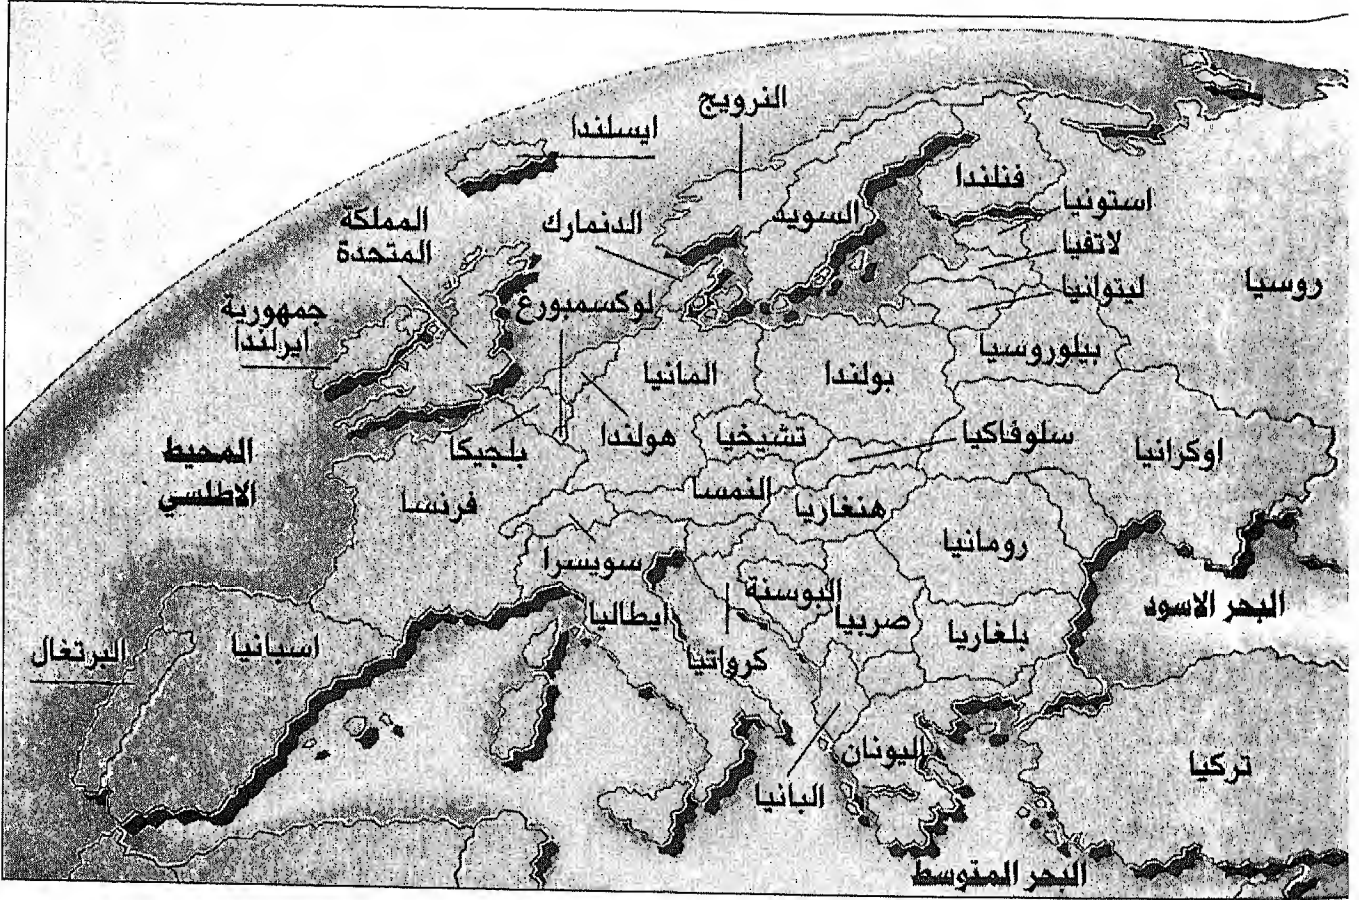 النرويج
ايسلندا
فنلندا
استونيا
السويد
الدنمارك
المملكة
المتحدة
لاتفيا
ليتوانيا
روسيا
لوكسمبورغ
جمهورية
ايرلندا
بيلوروسيا
بولندا
المانيا
سلوفاكيا
تشيخيا
هولندا
بلجيكا
اوكرانيا
المحيط
الاطلسي
النمسا
هنغاريا
فرنسا
رومانيا
سويسرا
البوسنة
البحر الاسود
ايطاليا
صربيا
بلغاريا
اسبانيا
البرتغال
كرواتيا
اليونان
تركيا
البانيا
البحر المتوسط